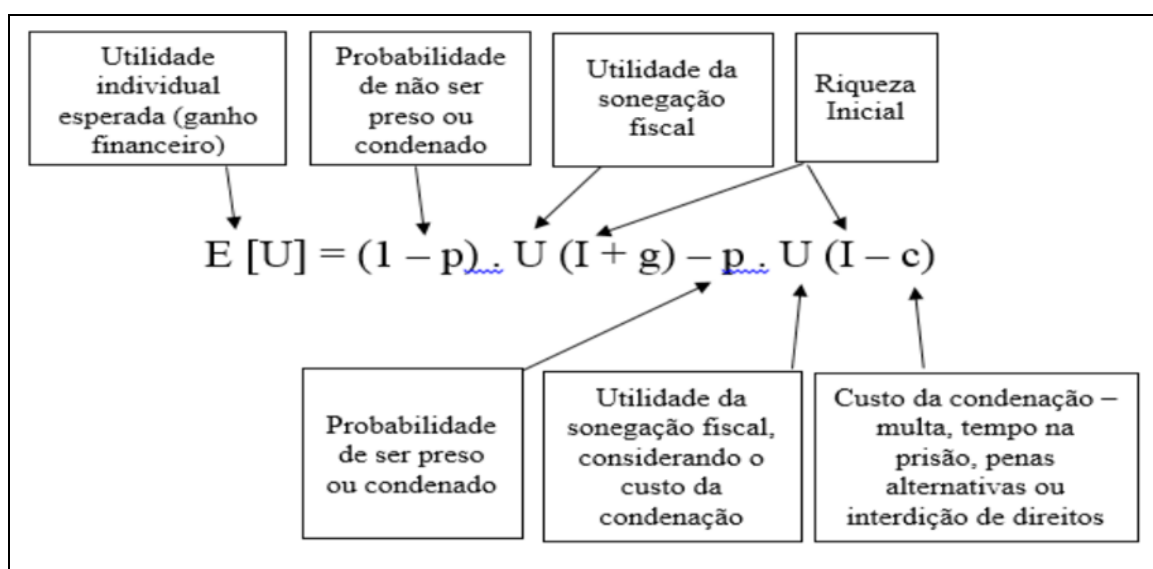 Utilidade
individual
esperada (ganho
financeiro)
Probabilidade
de não ser
preso ou
condenado
Utilidade da
sonegação
fiscal
Riqueza
Inicial
E [U] = (1 – p) . U (I + g) – p . U (I – c)
Probabilidade
de ser preso
ou condenado
Utilidade da
sonegação fiscal,
considerando o
custo da
condenação
Custo da condenação –
multa, tempo na
prisão, penas
alternativas ou
interdição de direitos